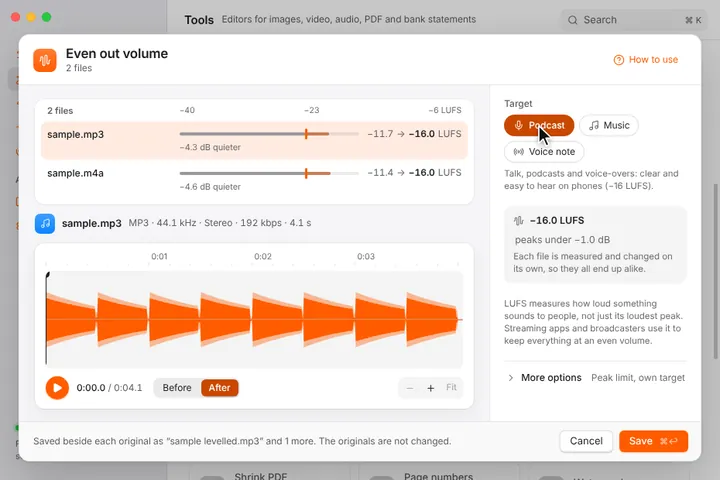 Tools Editors for images, video, audio, PDF and bank statements
Search ⌘ K
Even out volume
2 files
How to use
2 files −40 −23 −6 LUFS
sample.mp3 −11.7 → −16.0 LUFS
−4.3 dB quieter
sample.m4a −11.4 → −16.0 LUFS
−4.6 dB quieter
sample.mp3 MP3 · 44.1 kHz · Stereo · 192 kbps · 4.1 s
0:01 0:02 0:03
0:00.0 / 0:04.1 Before After − + Fit
Target
Podcast Music
Voice note
Talk, podcasts and voice-overs: clear and
easy to hear on phones (−16 LUFS).
−16.0 LUFS
peaks under −1.0 dB
Each file is measured and changed on
its own, so they all end up alike.
LUFS measures how loud something
sounds to people, not just its loudest peak.
Streaming apps and broadcasters use it to
keep everything at an even volume.
More options Peak limit, own target
Saved beside each original as “sample levelled.mp3” and 1 more. The originals are not changed.
Cancel Save ⌘↩
Shrink PDF Page numbers